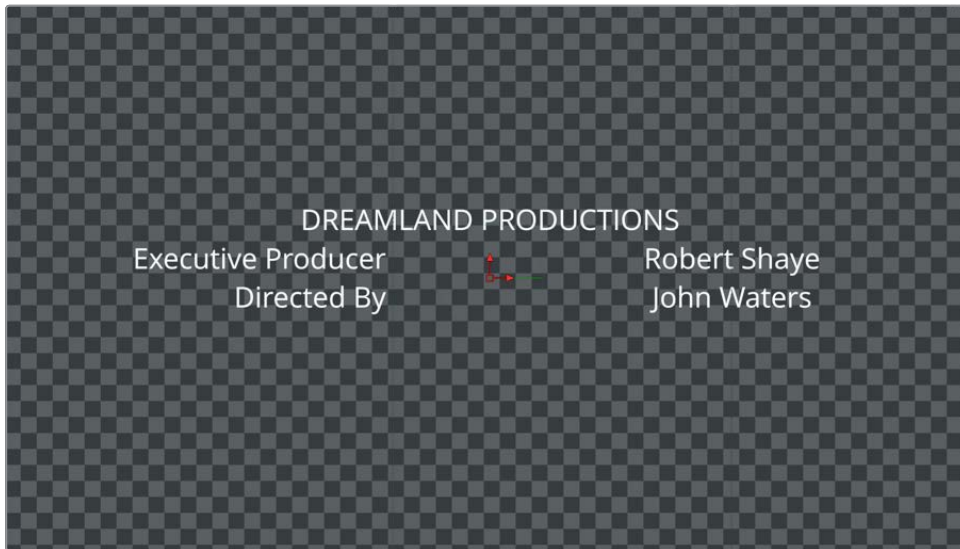 DREAMLAND PRODUCTIONS
Executive Producer Robert Shaye
Directed By John Waters